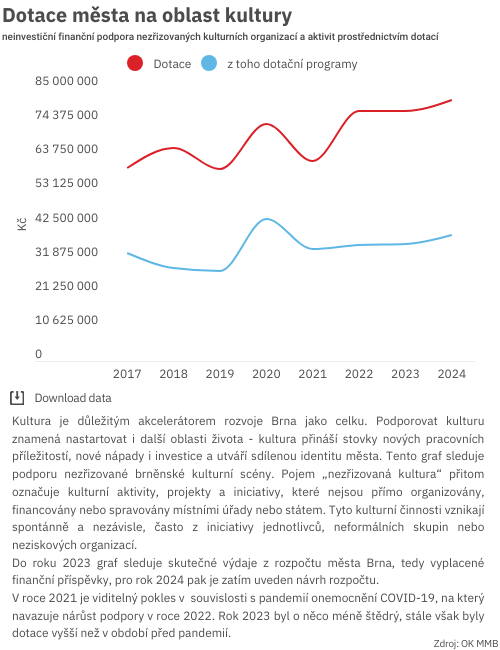 Dotace města na oblast kultury
neinvestiční finanční podpora nezřizovaných kulturních organizací a aktivit prostřednictvím dotací
Dotace
z toho dotační programy
85 000 000
74 375 000
63 750 000
53 125 000
42 500 000
31 875 000
21 250 000
10 625 000
0
Kč
2017 2018 2019 2020 2021 2022 2023 2024
Download data
Kultura je důležitým akcelerátorem rozvoje Brna jako celku. Podporovat kulturu
znamená nastartovat i další oblasti života - kultura přináší stovky nových pracovních
příležitostí, nové nápady i investice a utváří sdílenou identitu města. Tento graf sleduje
podporu nezřizované brněnské kulturní scény. Pojem „nezřizovaná kultura“ přitom
označuje kulturní aktivity, projekty a iniciativy, které nejsou přímo organizovány,
financovány nebo spravovány místními úřady nebo státem. Tyto kulturní činnosti vznikají
spontánně a nezávisle, často z iniciativy jednotlivců, neformálních skupin nebo
neziskových organizací.
Do roku 2023 graf sleduje skutečné výdaje z rozpočtu města Brna, tedy vyplacené
finanční příspěvky, pro rok 2024 pak je zatím uveden návrh rozpočtu.
V roce 2021 je viditelný pokles v souvislosti s pandemií onemocnění COVID-19, na který
navazuje nárůst podpory v roce 2022. Rok 2023 byl o něco méně štědrý, stále však byly
dotace vyšší než v období před pandemií.
Zdroj: OK MMB